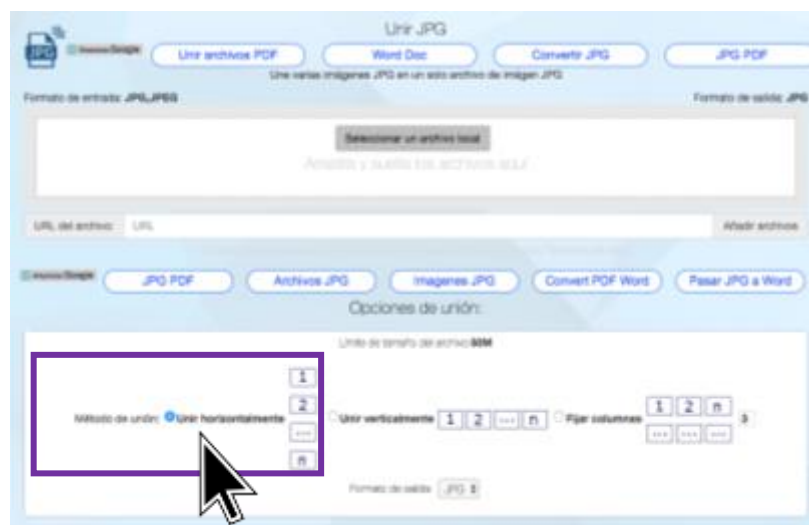 Unir JPG
Unir archivos PDF Word Doc Convertir JPG JPG PDF
Une varias imágenes JPG en un solo archivo de imagen JPG
Formato de entrada: JPG,JPEG Formato de salida: JPG
Seleccionar un archivo local
Arrastra y suelta los archivos aquí
URL del archivo: URL Añadir archivos
JPG PDF Archivos JPG Imagenes JPG Convert PDF Word Pasar JPG a Word
Opciones de unión:
Límite de tamaño del archivo 50M
Método de unión: Unir horizontalmente 1 2 ... n Unir verticalmente 1 2 ... n Fijar columnas 1 2 n ... ... ... 3
Formato de salida: JPG